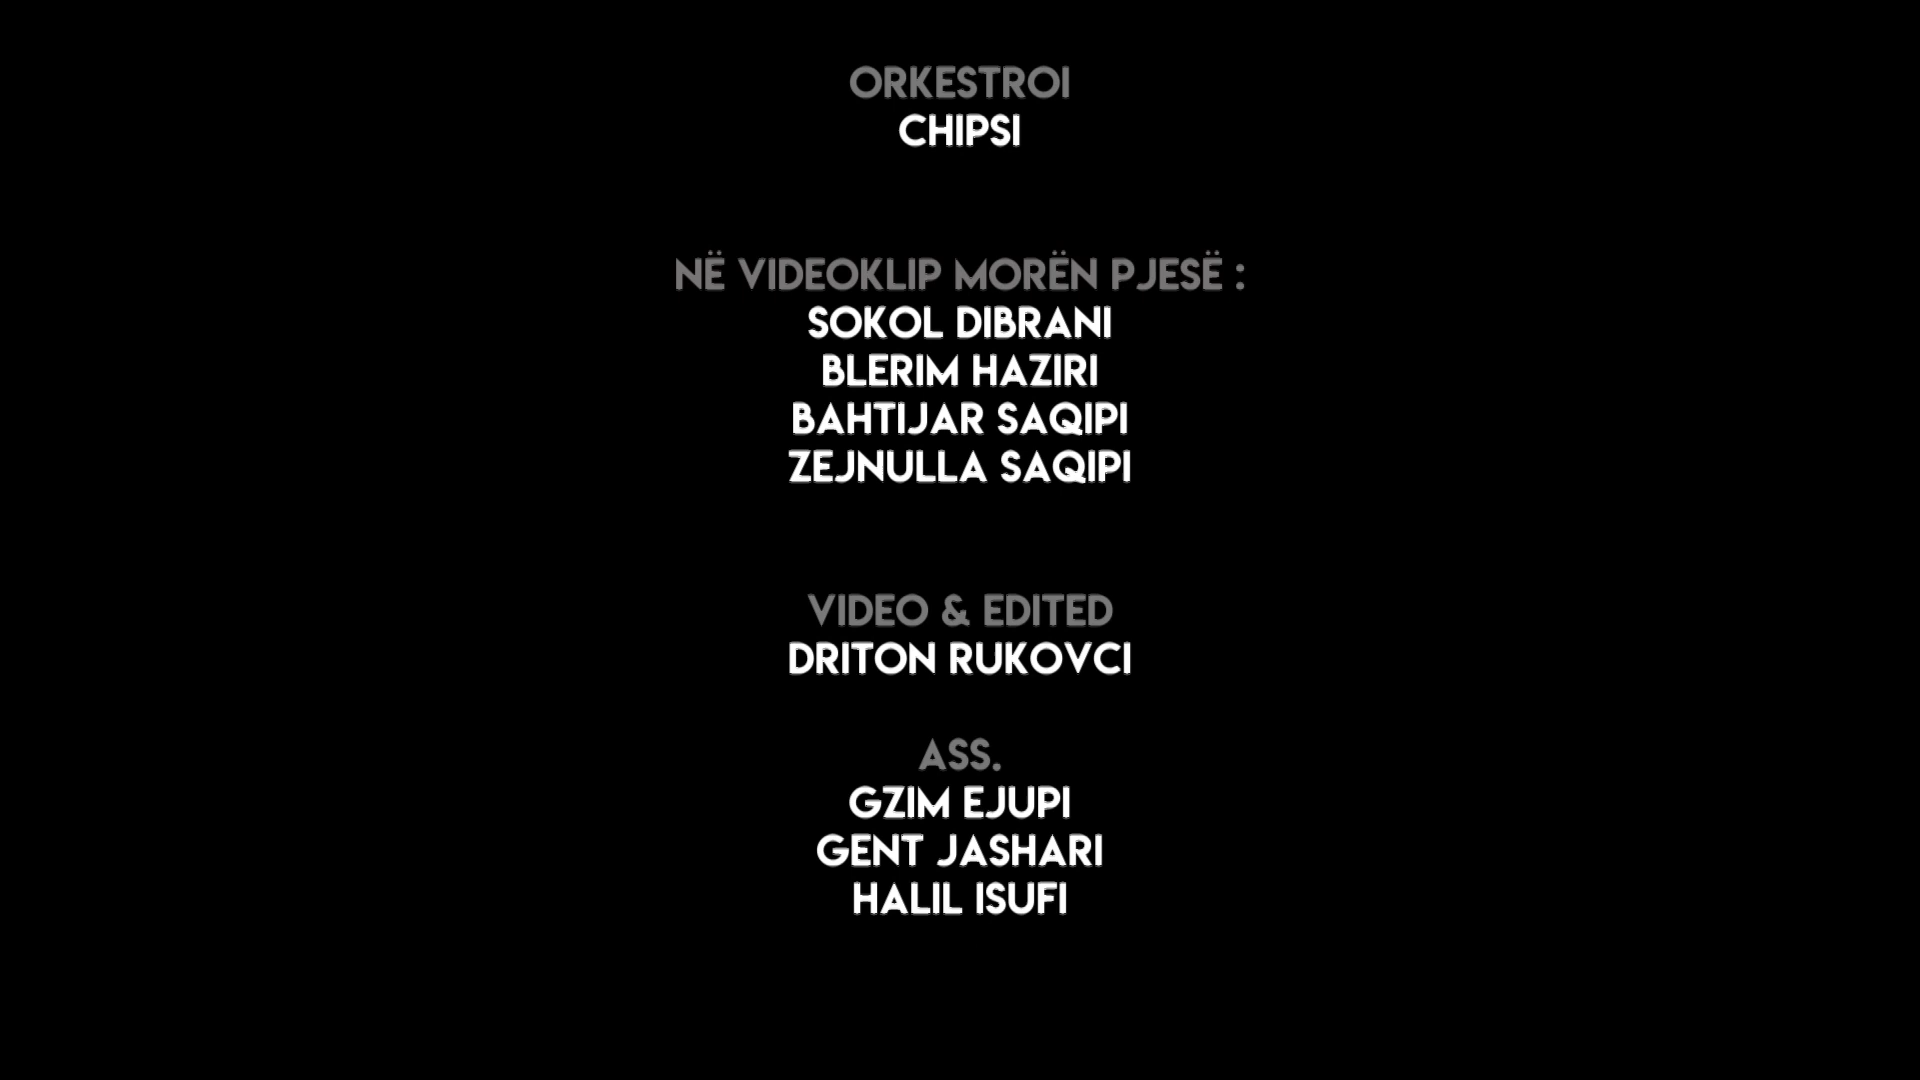 ORKESTROI
CHIPSI
NË VIDEOKLIP MORËN PJESË :
SOKOL DIBRANI
BLERIM HAZIRI
BAHTIJAR SAQIPI
ZEJNULLA SAQIPI
VIDEO & EDITED
DRITON RUKOVCI
ASS.
GZIM EJUPI
GENT JASHARI
HALIL ISUFI